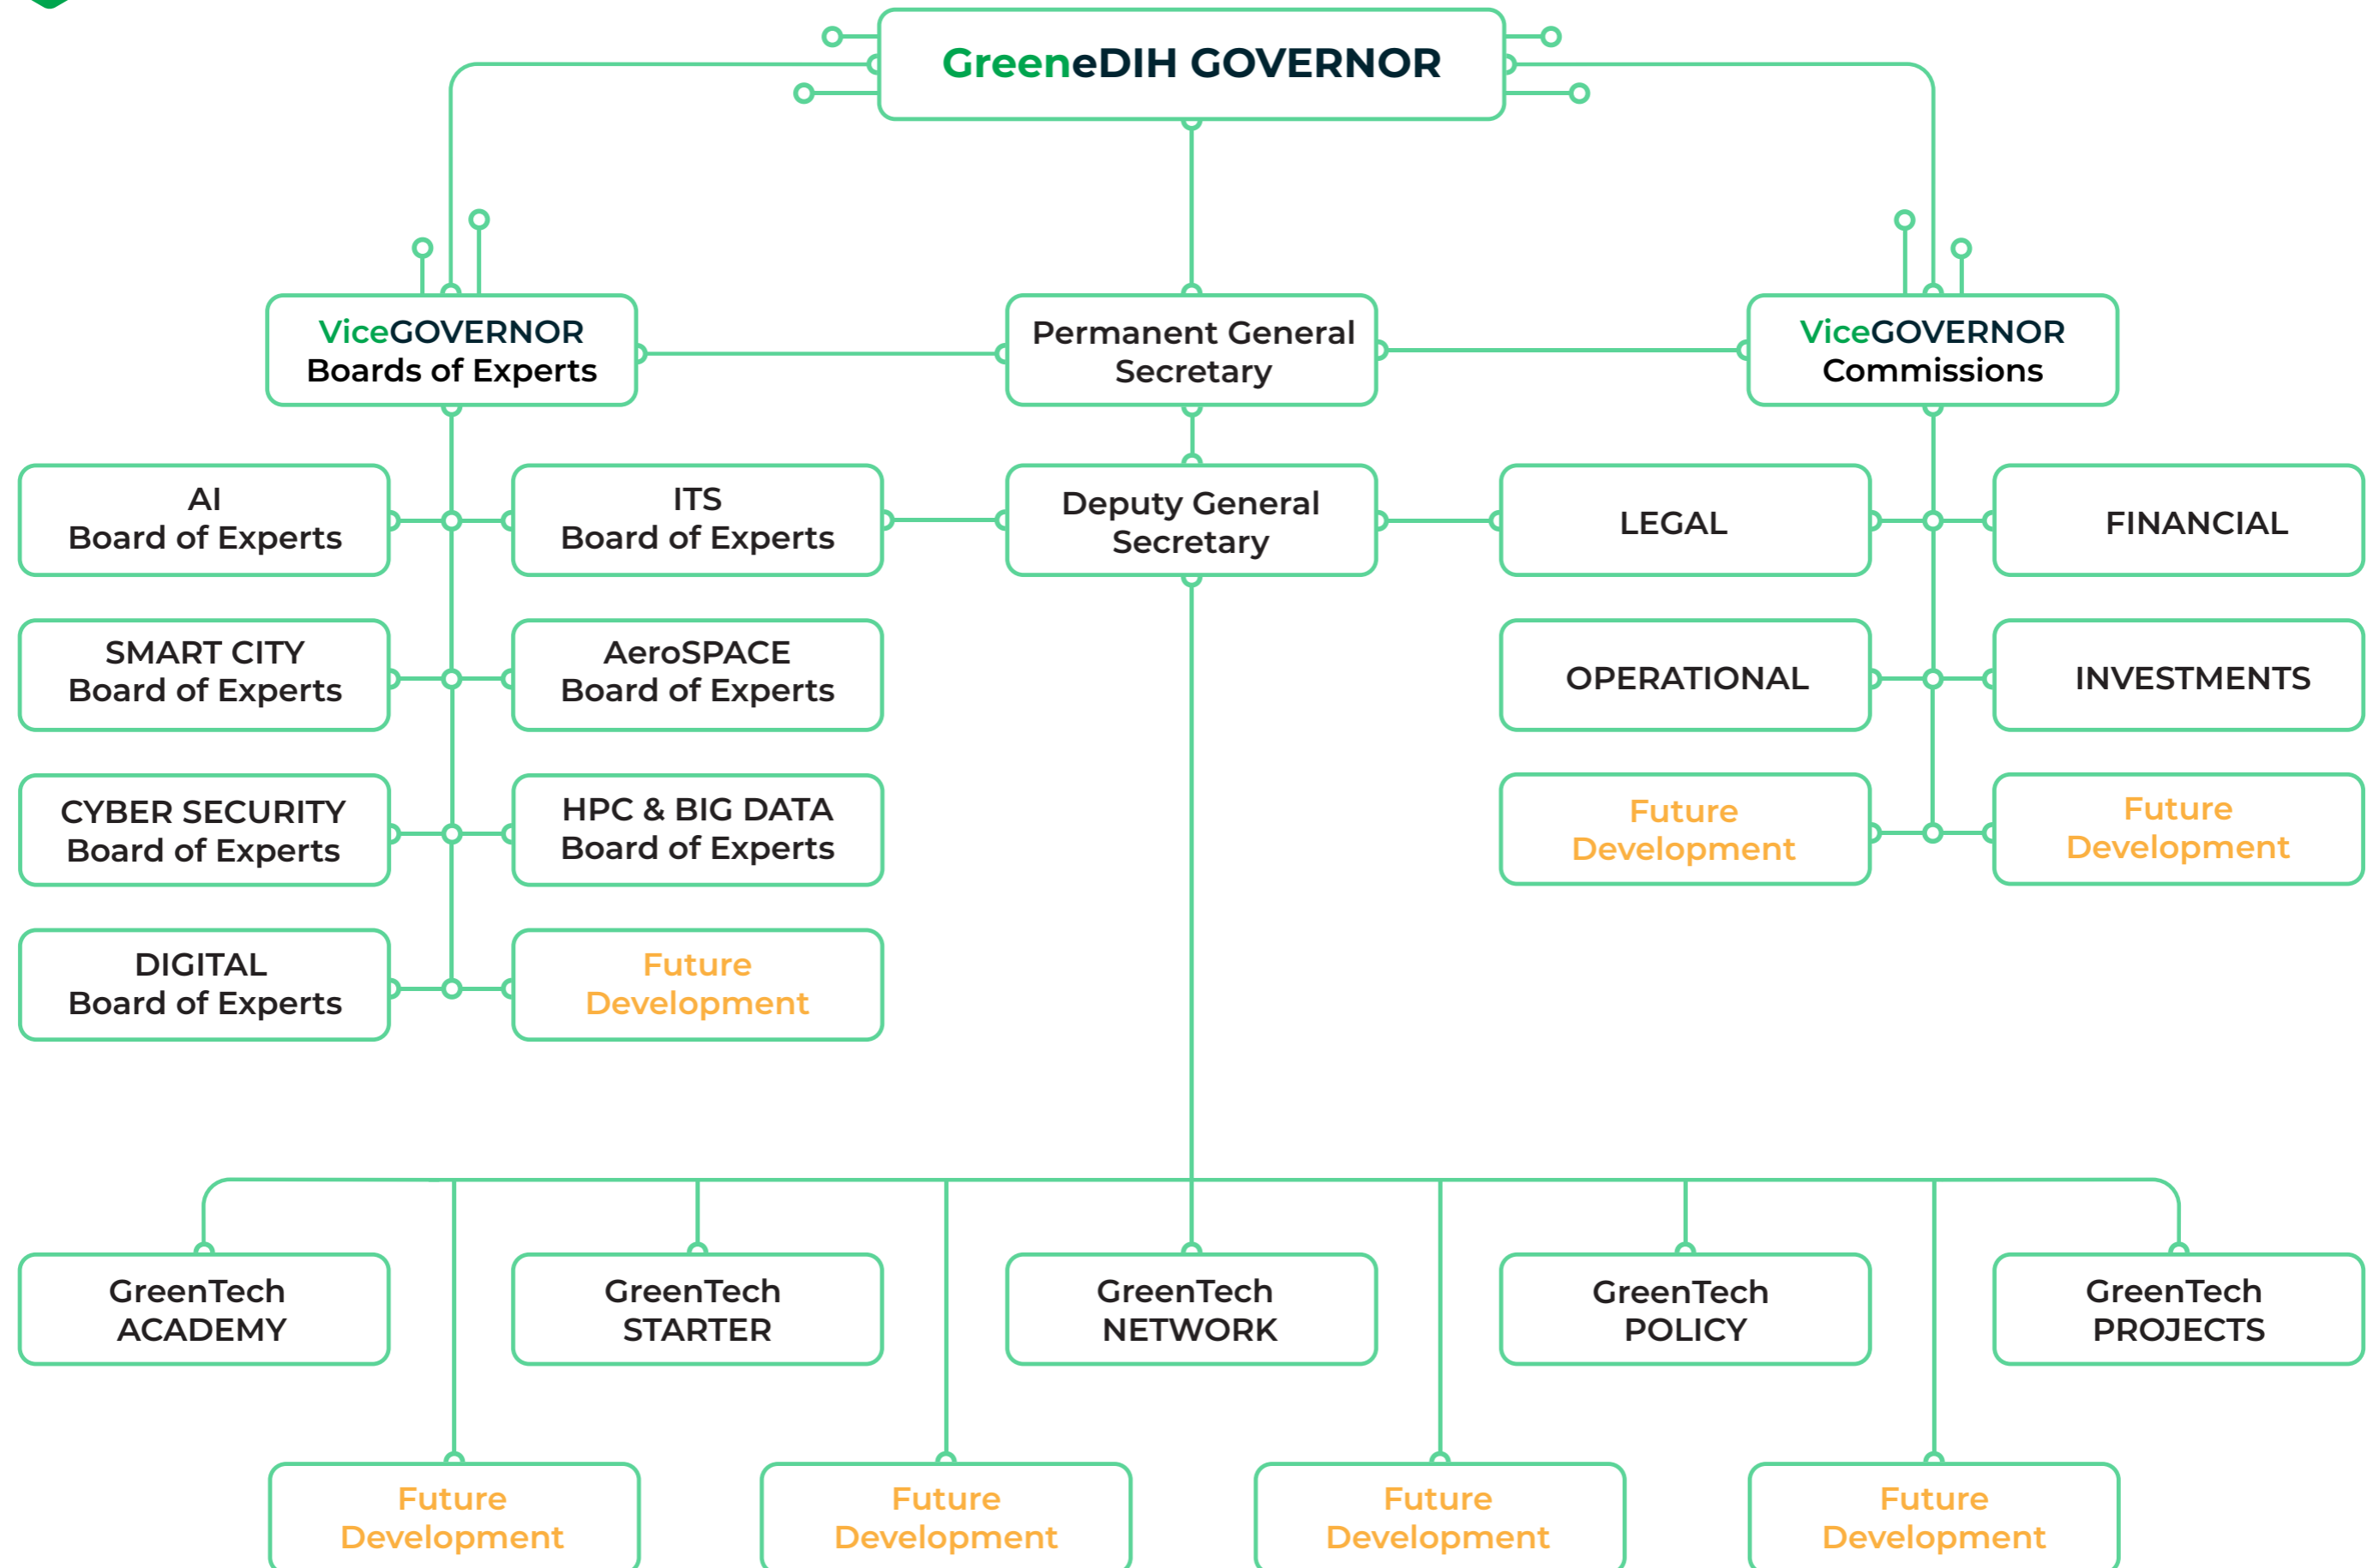 GreeneDIH GOVERNOR
ViceGOVERNOR
Boards of Experts
Permanent General
Secretary
ViceGOVERNOR
Commissions
AI
Board of Experts
ITS
Board of Experts
Deputy General
Secretary
LEGAL
FINANCIAL
SMART CITY
Board of Experts
AeroSPACE
Board of Experts
OPERATIONAL
INVESTMENTS
CYBER SECURITY
Board of Experts
HPC & BIG DATA
Board of Experts
Future
Development
Future
Development
DIGITAL
Board of Experts
Future
Development
GreenTech
ACADEMY
GreenTech
STARTER
GreenTech
NETWORK
GreenTech
POLICY
GreenTech
PROJECTS
Future
Development
Future
Development
Future
Development
Future
Development